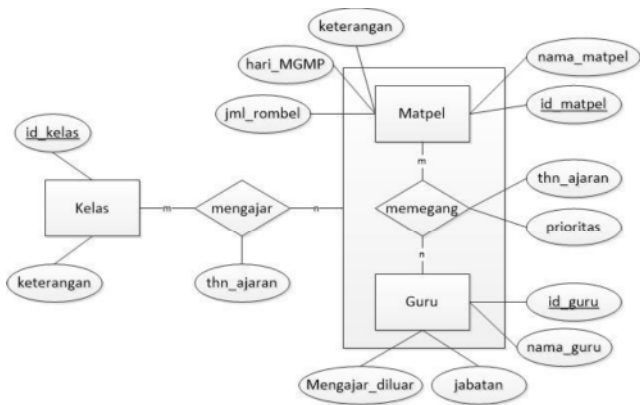 keterangan
hari_MGMP
nama_matpel
jml_rombel
Matpel
id_matpel
id_kelas
m
thn_ajaran
Kelas
m
mengajar
n
memegang
prioritas
n
keterangan
thn_ajaran
Guru
id_guru
nama_guru
Mengajar_diluar
jabatan